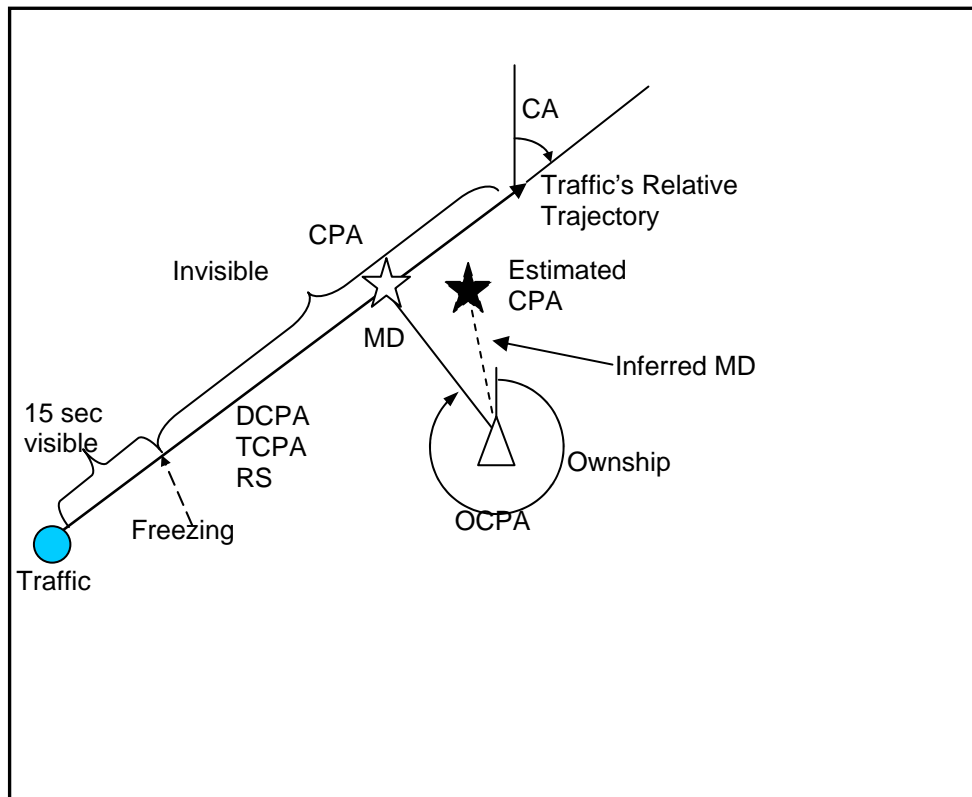 CA
Traffic's Relative
Trajectory
CPA
Invisible
Estimated
CPA
MD
Inferred MD
15 sec
visible
DCPA
TCPA
RS
Ownship
OCPA
Freezing
Traffic